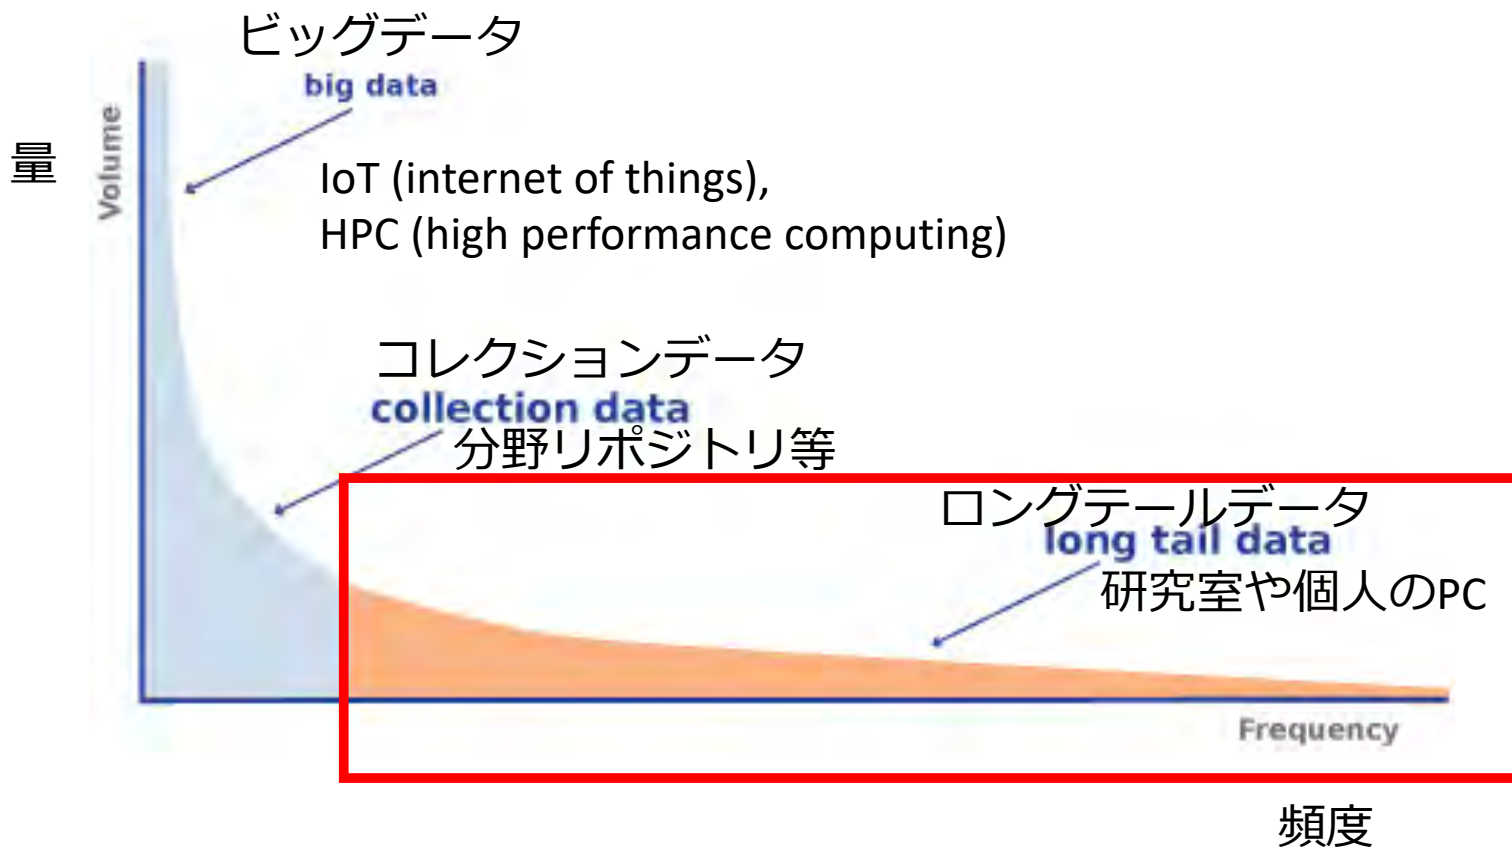 ビッグデータ
big data
量
Volume
IoT (internet of things),
HPC (high performance computing)
コレクションデータ
collection data
分野リポジトリ等
ロングテールデータ
long tail data
研究室や個人のPC
Frequency
頻度